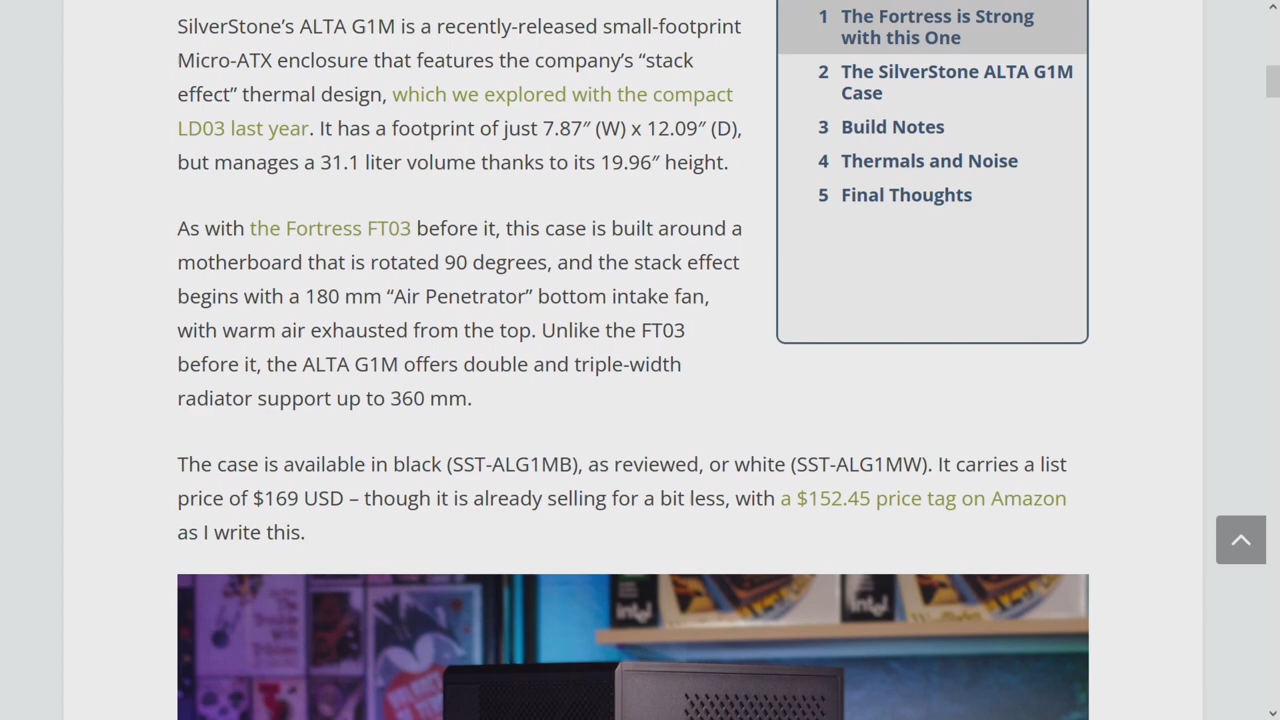 SilverStone’s ALTA G1M is a recently-released small-footprint
Micro-ATX enclosure that features the company’s “stack
effect” thermal design, which we explored with the compact
LD03 last year. It has a footprint of just 7.87″ (W) x 12.09″ (D),
but manages a 31.1 liter volume thanks to its 19.96″ height.
As with the Fortress FT03 before it, this case is built around a
motherboard that is rotated 90 degrees, and the stack effect
begins with a 180 mm “Air Penetrator” bottom intake fan,
with warm air exhausted from the top. Unlike the FT03
before it, the ALTA G1M offers double and triple-width
radiator support up to 360 mm.
1 The Fortress is Strong
with this One
2 The SilverStone ALTA G1M
Case
3 Build Notes
4 Thermals and Noise
5 Final Thoughts
The case is available in black (SST-ALG1MB), as reviewed, or white (SST-ALG1MW). It carries a list
price of $169 USD – though it is already selling for a bit less, with a $152.45 price tag on Amazon
as I write this.
intel
intel